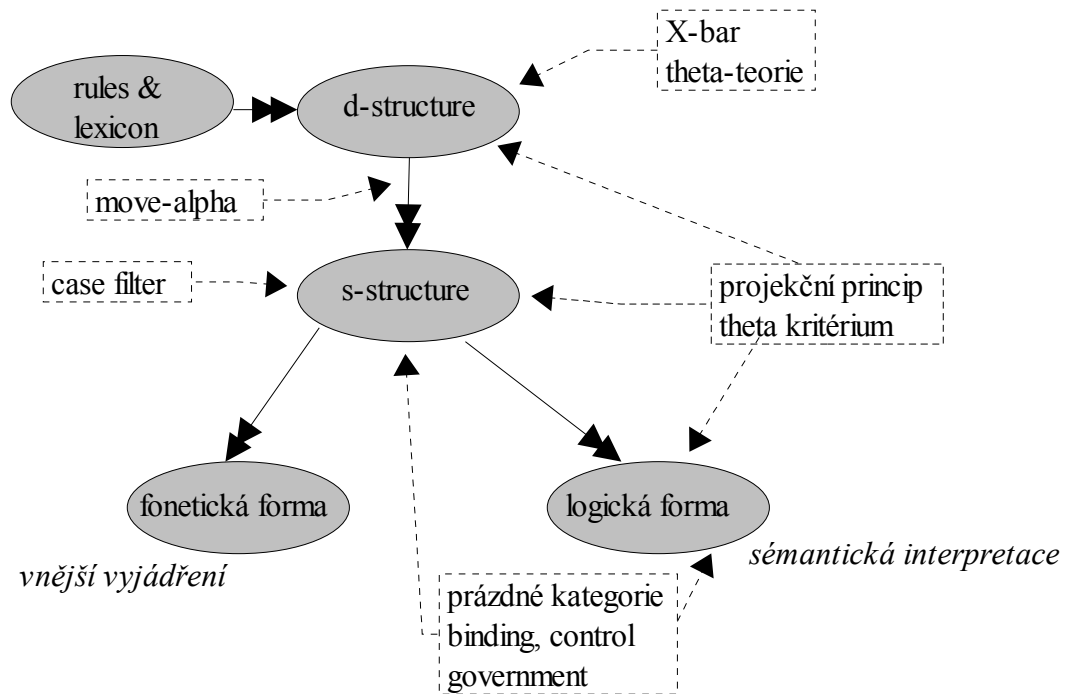 X-bar
theta-teorie
rules &
lexicon
d-structure
move-alpha
case filter
s-structure
projekční princip
theta kritérium
fonetická forma
logická forma
vnější vyjádření
sémantická interpretace
prázdné kategorie
binding, control
government